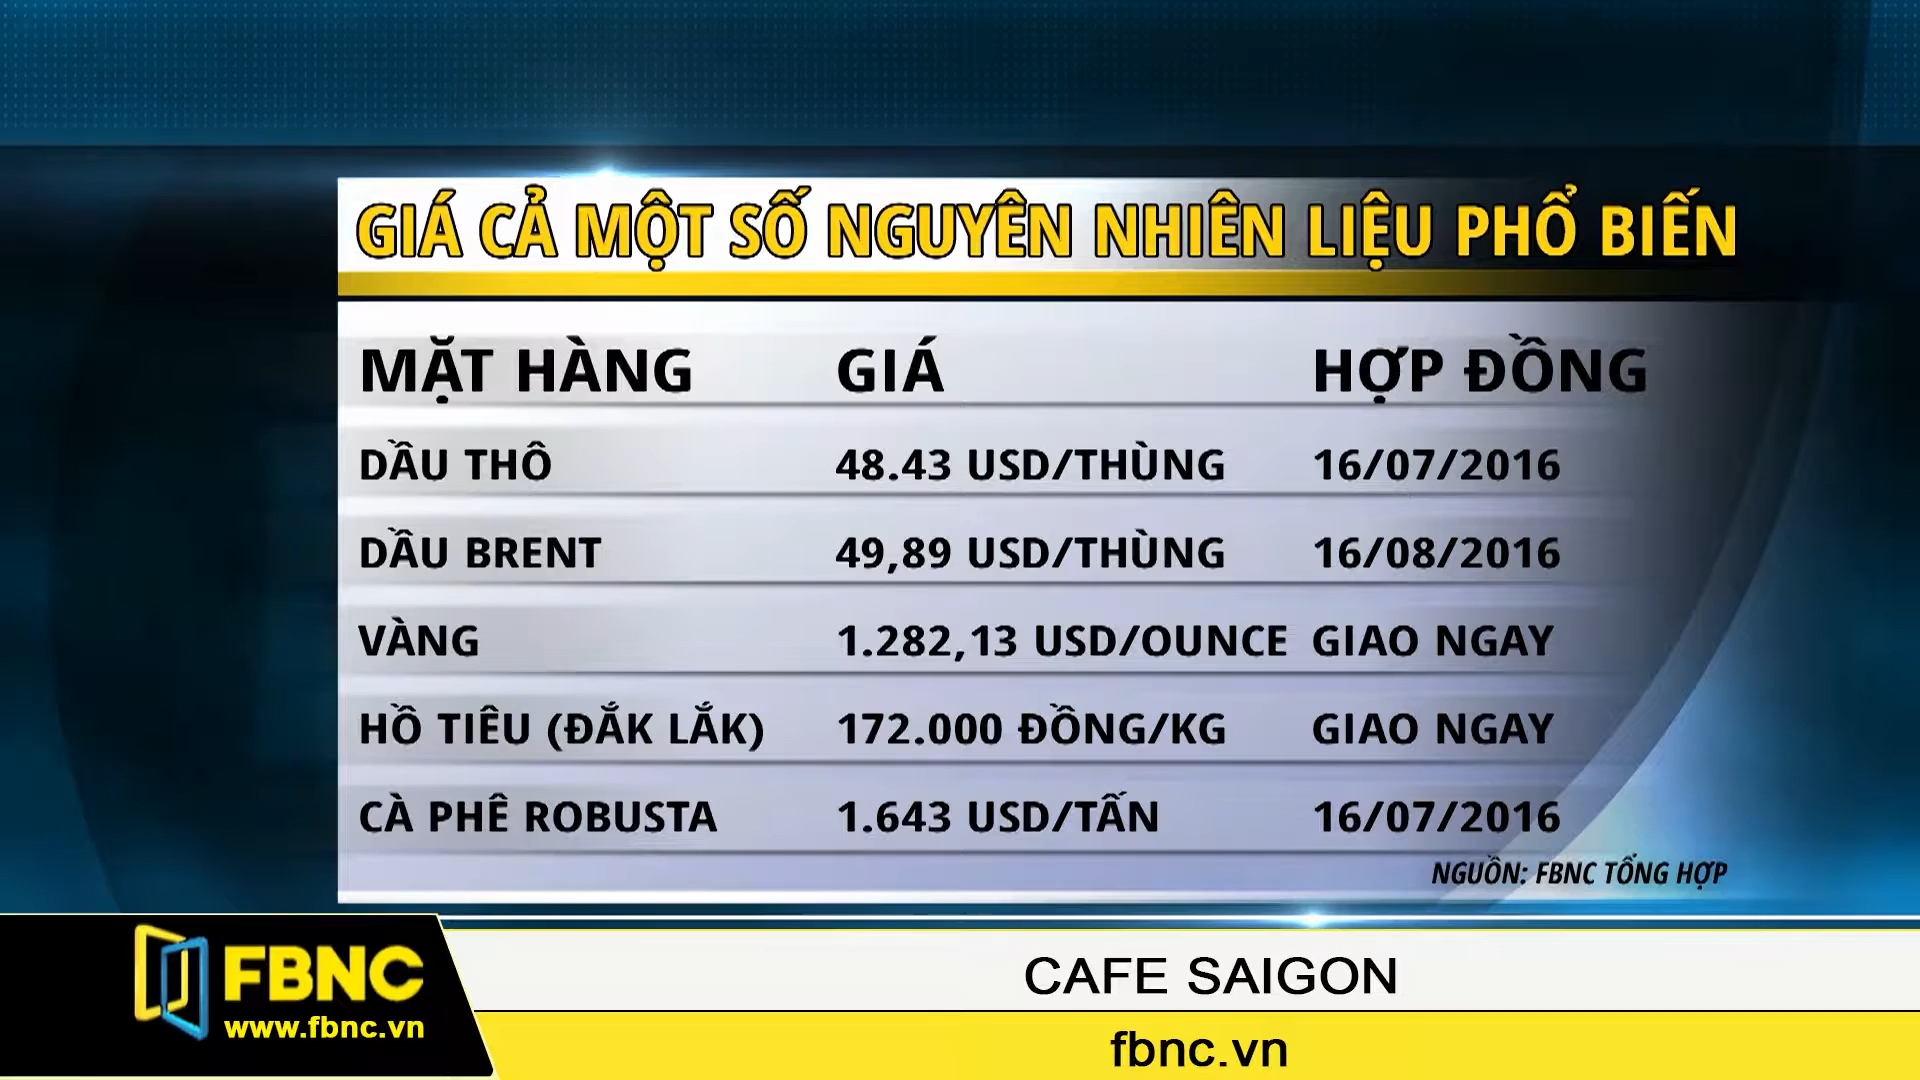 GIÁ CẢ MỘT SỐ NGUYÊN NHIÊN LIỆU PHỔ BIẾN
MẶT HÀNG GIÁ HỢP ĐỒNG
DẦU THÔ 48.43 USD/THÙNG 16/07/2016
DẦU BRENT 49,89 USD/THÙNG 16/08/2016
VÀNG 1.282,13 USD/OUNCE GIAO NGAY
HỒ TIÊU (ĐẮK LẮK) 172.000 ĐỒNG/KG GIAO NGAY
CÀ PHÊ ROBUSTA 1.643 USD/TẤN 16/07/2016
NGUỒN: FBNC TỔNG HỢP
FBNC
www.fbnc.vn
CAFE SAIGON
fbnc.vn